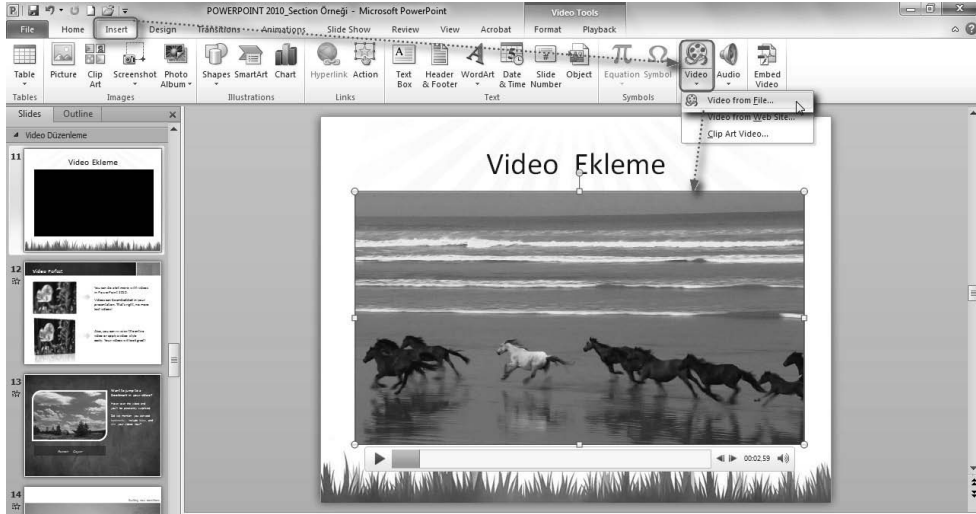 POWERPOINT 2010_Section Örneği - Microsoft PowerPoint
Video Tools
File Home Insert Design Transitions Animations Slide Show Review View Acrobat Format Playback
Table Picture Clip Art Screenshot Photo Album Shapes SmartArt Chart Hyperlink Action Text Box Header & Footer WordArt Date & Time Slide Number Object Equation Symbol Video Audio Embed Video
Tables Images Illustrations Links Text Symbols
Video from File...
Video from Web Site...
Clip Art Video...
Slides Outline
Video Düzenleme
11
Video Ekleme
12
13
14
Video Ekleme
00:02,59